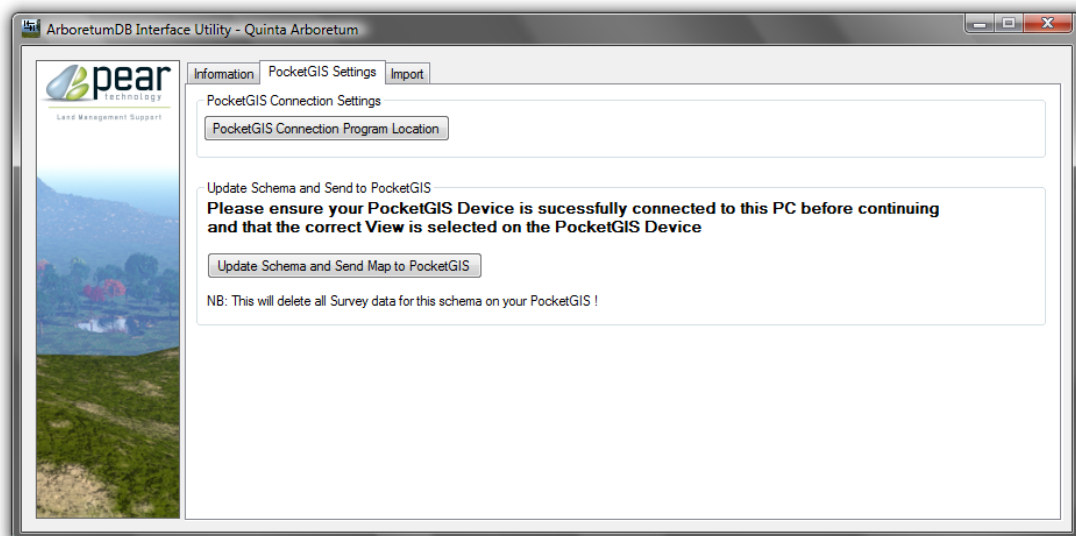 ArboretumDB Interface Utility - Quinta Arboretum
pear
technology
Land Management Support
Information PocketGIS Settings Import
PocketGIS Connection Settings
PocketGIS Connection Program Location
Update Schema and Send to PocketGIS
Please ensure your PocketGIS Device is sucessfully connected to this PC before continuing
and that the correct View is selected on the PocketGIS Device
Update Schema and Send Map to PocketGIS
NB: This will delete all Survey data for this schema on your PocketGIS !